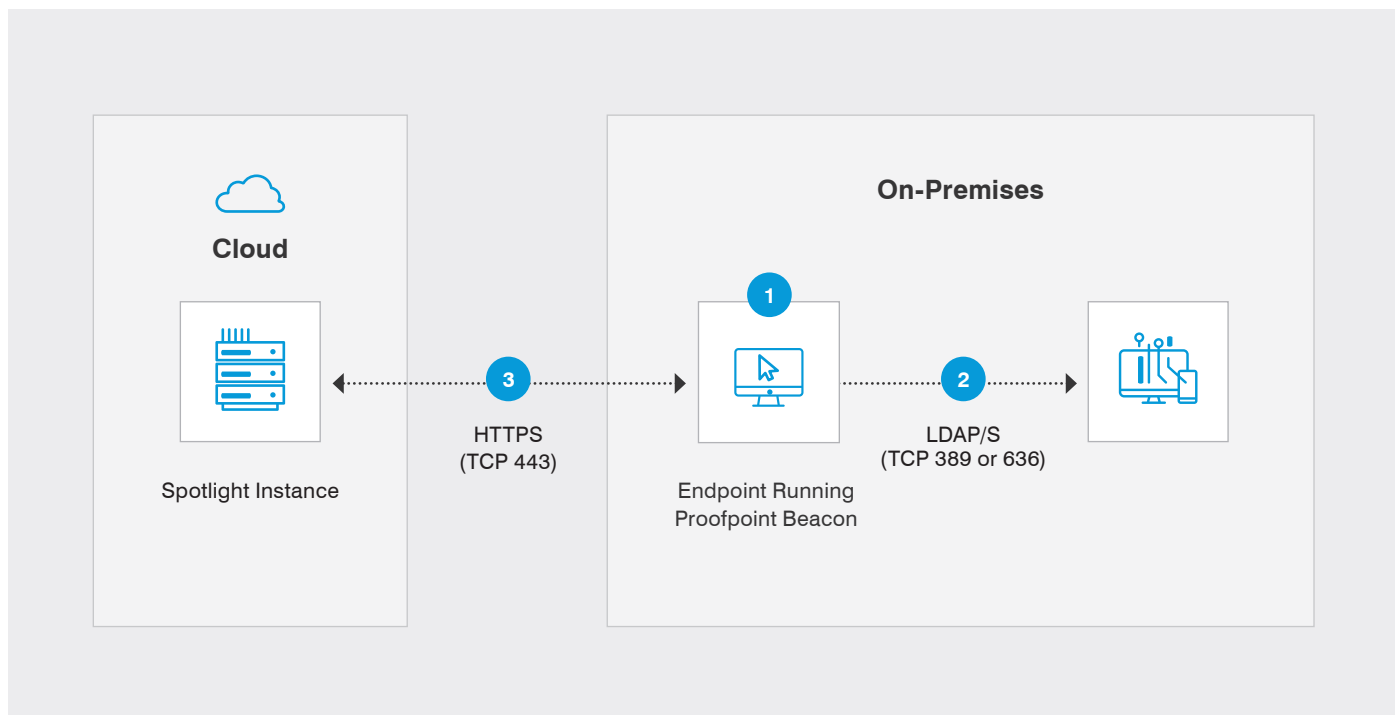 Cloud
On-Premises
1
3
2
HTTPS
(TCP 443)
LDAP/S
(TCP 389 or 636)
Spotlight Instance
Endpoint Running
Proofpoint Beacon